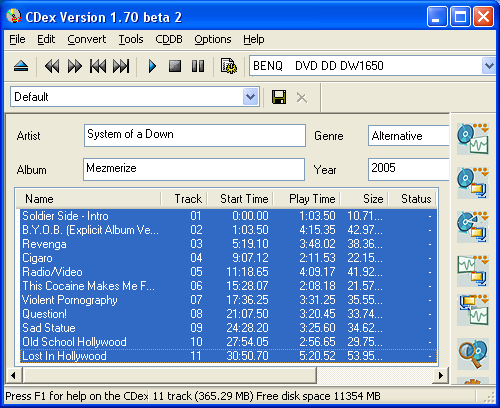 CDex Version 1.70 beta 2
File Edit Convert Tools CDDB Options Help
BENQ DVD DD DW1650
Default
Artist System of a Down Genre Alternative
Album Mezmerize Year 2005
Name Track Start Time Play Time Size Status
Soldier Side - Intro 01 0:00.00 1:03.50 10.71... -
B.Y.O.B. (Explicit Album Ve... 02 1:03.50 4:15.35 42.97... -
Revenga 03 5:19.10 3:48.02 38.36... -
Cigaro 04 9:07.12 2:11.53 22.15... -
Radio/Video 05 11:18.65 4:09.17 41.92... -
This Cocaine Makes Me F... 06 15:28.07 2:08.18 21.57... -
Violent Pornography 07 17:36.25 3:31.25 35.55... -
Question! 08 21:07.50 3:20.45 33.74... -
Sad Statue 09 24:28.20 3:25.60 34.62... -
Old School Hollywood 10 27:54.05 2:56.65 29.75... -
Lost In Hollywood 11 30:50.70 5:20.52 53.95... -
Press F1 for help on the CDex 11 track (365.29 MB) Free disk space 11354 MB